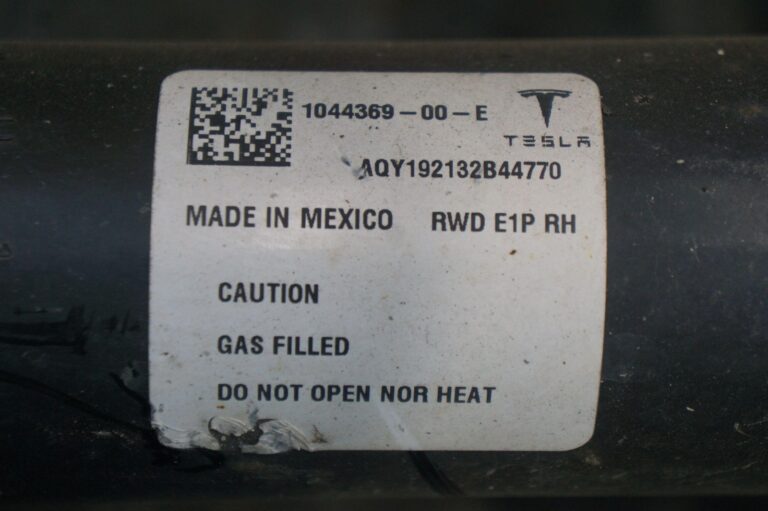 1044369-00-E
TESLA
AQY192132B44770
MADE IN MEXICO RWD E1P RH
CAUTION
GAS FILLED
DO NOT OPEN NOR HEAT